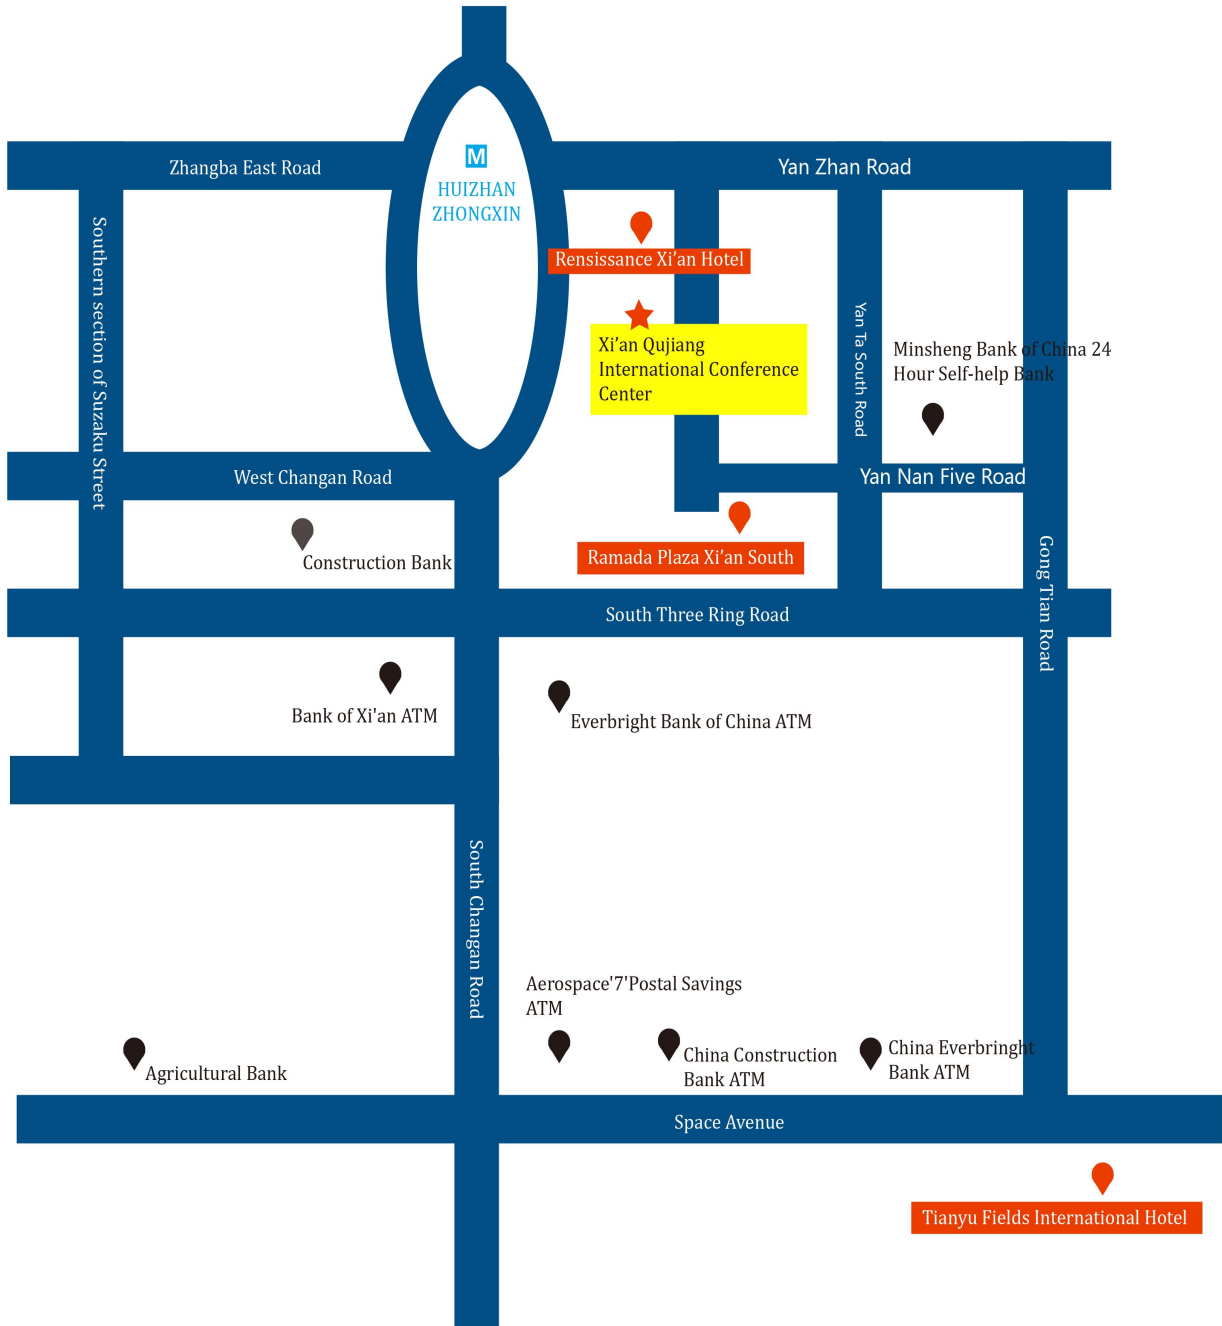 Zhangba East Road
M
HUIZHAN
ZHONGXIN
Yan Zhan Road
Southern section of Suzaku Street
Rensissance Xi’an Hotel
Xi’an Qujiang
International Conference
Center
Yan Ta South Road
Minsheng Bank of China 24
Hour Self-help Bank
West Changan Road
Yan Nan Five Road
Construction Bank
Ramada Plaza Xi’an South
Gong Tian Road
South Three Ring Road
Bank of Xi'an ATM
Everbright Bank of China ATM
South Changan Road
Aerospace'7'Postal Savings
ATM
Agricultural Bank
China Construction
Bank ATM
China Everbringht
Bank ATM
Space Avenue
Tianyu Fields International Hotel